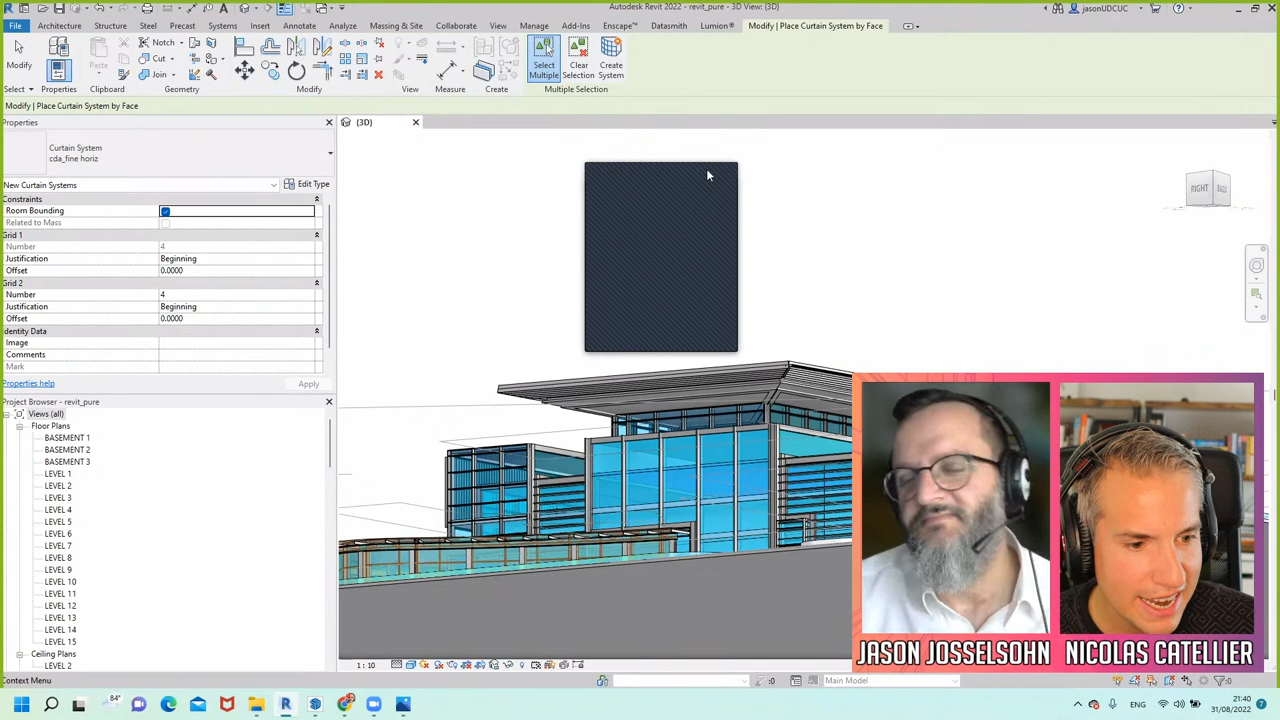 Autodesk Revit 2022 - revit_pure - 3D View: {3D}
jasonUDCUC
File Architecture Structure Steel Precast Systems Insert Annotate Analyze Massing & Site Collaborate View Manage Add-Ins Enscape™ Datasmith Lumion® Modify | Place Curtain System by Face
Modify
Paste
Notch
Cut
Join
Select Multiple
Clear Selection
Create System
Select Properties Clipboard Geometry Modify View Measure Create Multiple Selection
Modify | Place Curtain System by Face
Properties
{3D}
Curtain System
cda_fine horiz
New Curtain Systems
Edit Type
Constraints
Room Bounding
Related to Mass
Grid 1
Number 4
Justification Beginning
Offset 0.0000
Grid 2
Number 4
Justification Beginning
Offset 0.0000
Identity Data
Image
Comments
Mark
Properties help
Apply
RIGHT
BACK
Project Browser - revit_pure
Views (all)
Floor Plans
BASEMENT 1
BASEMENT 2
BASEMENT 3
LEVEL 1
LEVEL 2
LEVEL 3
LEVEL 4
LEVEL 5
LEVEL 6
LEVEL 7
LEVEL 8
LEVEL 9
LEVEL 10
LEVEL 11
LEVEL 12
LEVEL 13
LEVEL 14
LEVEL 15
Ceiling Plans
LEVEL 2
JASON JOSSELSOHN
NICOLAS CATELLIER
1 : 10
Context Menu
:0
Main Model
:0
84°
ENG
21:40
31/08/2022